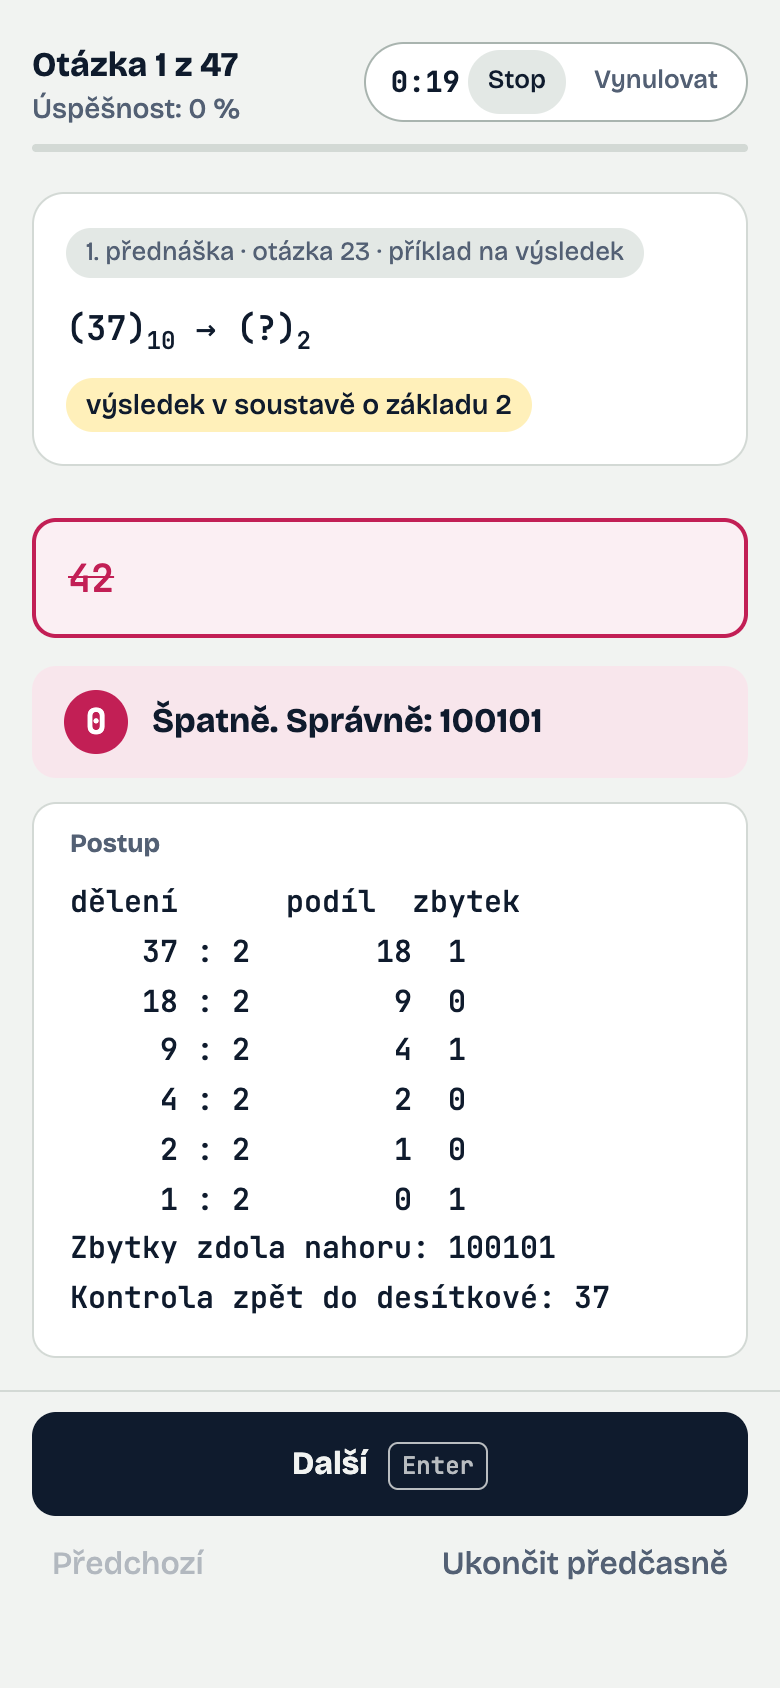 Otázka 1 z 47
Úspěšnost: 0 %
0:19 Stop Vynulovat
1. přednáška · otázka 23 · příklad na výsledek
(37)₁₀ → (?)₂
výsledek v soustavě o základu 2
42
0 Špatně. Správně: 100101
Postup
dělení podíl zbytek
37 : 2 18 1
18 : 2 9 0
9 : 2 4 1
4 : 2 2 0
2 : 2 1 0
1 : 2 0 1
Zbytky zdola nahoru: 100101
Kontrola zpět do desítkové: 37
Další Enter
Předchozí Ukončit předčasně